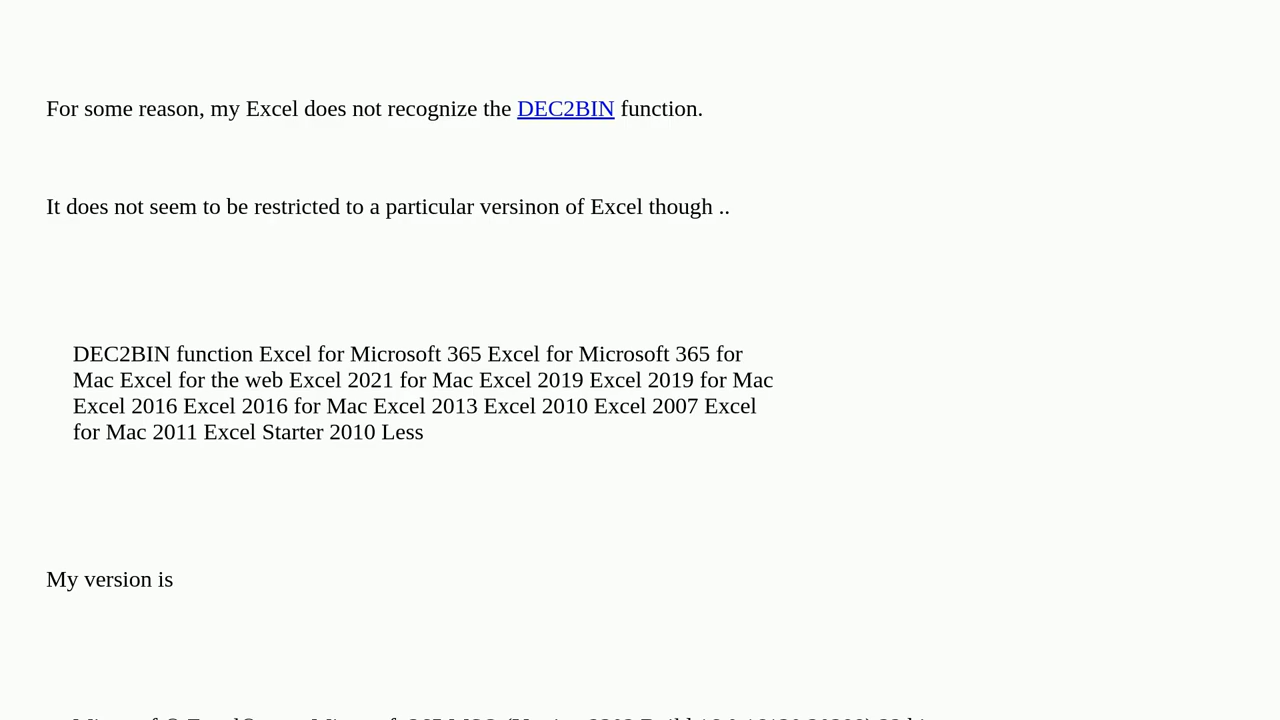 For some reason, my Excel does not recognize the DEC2BIN function.
It does not seem to be restricted to a particular versinon of Excel though ..
DEC2BIN function Excel for Microsoft 365 Excel for Microsoft 365 for
Mac Excel for the web Excel 2021 for Mac Excel 2019 Excel 2019 for Mac
Excel 2016 Excel 2016 for Mac Excel 2013 Excel 2010 Excel 2007 Excel
for Mac 2011 Excel Starter 2010 Less
My version is